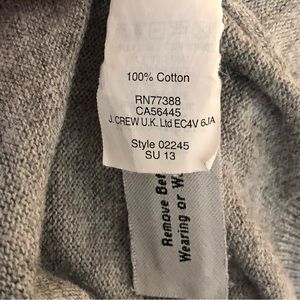 100% Cotton
RN77388
CA56445
J.CREW U.K. Ltd EC4V 6JA
Style 02245
SU 13
Remove Bef
Wearing or W